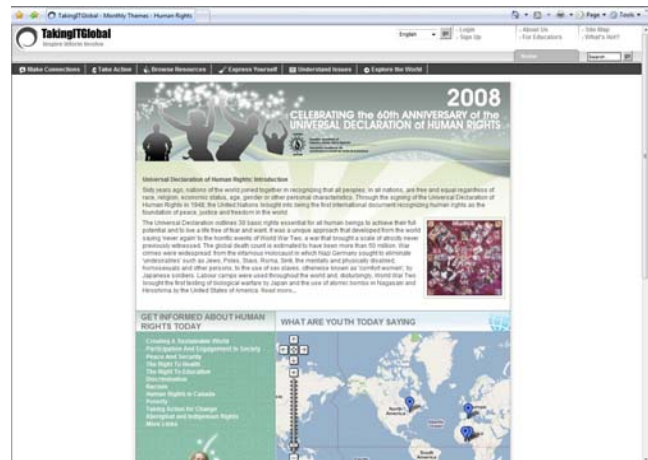 TakingITGlobal - Monthly Themes - Human Rights
Page Tools
TakingITGlobal
Inspire Inform Involve
English
Login
Sign Up
About Us
For Educators
Site Map
What's Hot?
Home
Search
Make Connections Take Action Browse Resources Express Yourself Understand Issues Explore the World
2008
CELEBRATING the 60th ANNIVERSARY of the
UNIVERSAL DECLARATION of HUMAN RIGHTS
Universal Declaration of Human Rights: Introduction
Sixty years ago, nations of the world joined together in recognizing that all peoples, in all nations, are free and equal regardless of
race, religion, economic status, age, gender or other personal characteristics. Through the signing of the Universal Declaration of
Human Rights in 1948, the United Nations brought into being the first international document recognizing human rights as the
foundation of peace, justice and freedom in the world.
The Universal Declaration outlines 30 basic rights essential for all human beings to achieve their full
potential and to live a life free of fear and want. It was a unique approach that developed from the world
saying 'never again' to the horrific events of World War Two, a war that brought a scale of atrocity never
previously witnessed. The global death count is estimated to have been more than 50 million. War
crimes were widespread: from the infamous Holocaust in which Nazi Germany sought to eliminate
'undesirables' such as Jews, Poles, Slavs, Roma, Sinti, the mentally and physically disabled,
homosexuals and other persons, to the use of sex slaves, otherwise known as 'comfort women', by
Japanese soldiers. Labour camps were used throughout the world and, disturbingly, World War Two
brought the first testing of biological warfare by Japan and the use of atomic bombs in Nagasaki and
Hiroshima by the United States of America. Read more...
GET INFORMED ABOUT HUMAN
RIGHTS TODAY
Creating A Sustainable World
Participation And Engagement in Society
Peace And Security
The Right To Health
The Right To Education
Discrimination
Racism
Human Rights in Canada
Poverty
Taking Action for Change
Aboriginal and Indigenous Rights
More Links
WHAT ARE YOUTH TODAY SAYING
North
Europe
South